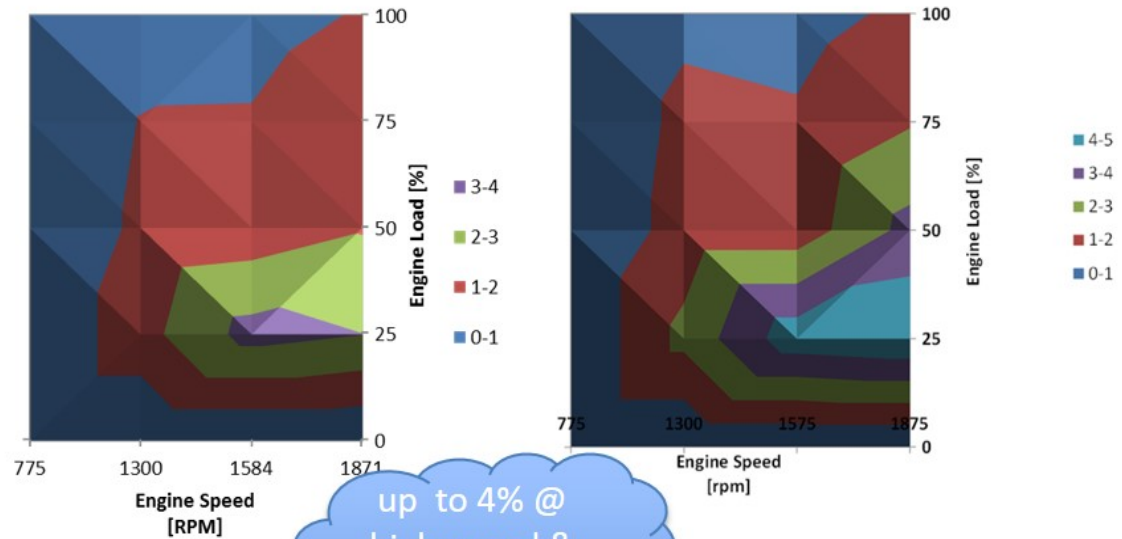 100
75
50
25
0
Engine Load [%]
3-4
2-3
1-2
0-1
775 1300 1584 1871
Engine Speed
[RPM]
100
75
50
25
0
Engine Load [%]
4-5
3-4
2-3
1-2
0-1
775 1300 1575 1875
Engine Speed
[rpm]
up to 4% @